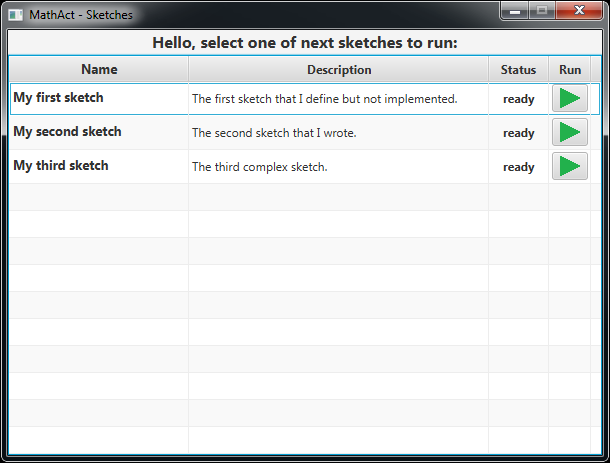 MathAct - Sketches
Hello, select one of next sketches to run:
Name Description Status Run
My first sketch The first sketch that I define but not implemented. ready
My second sketch The second sketch that I wrote. ready
My third sketch The third complex sketch. ready